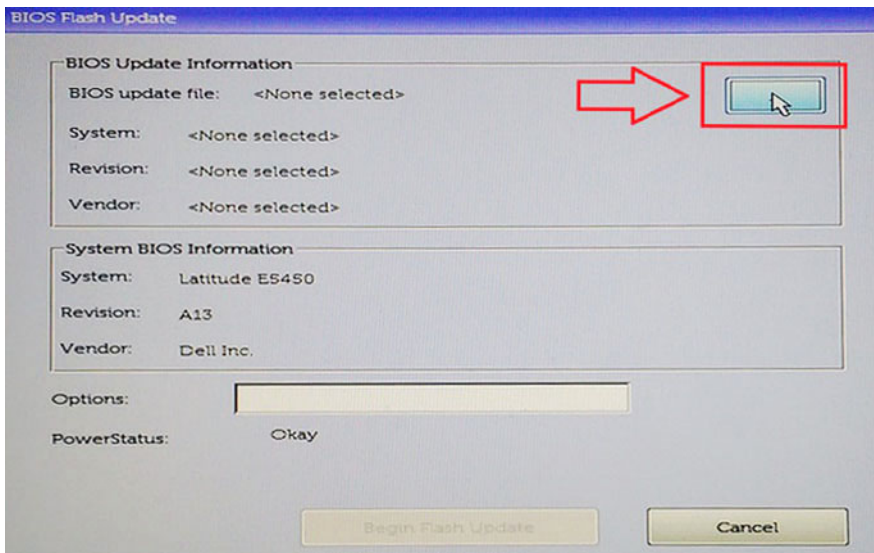 BIOS Flash Update
BIOS Update Information
BIOS update file: <None selected>
System: <None selected>
Revision: <None selected>
Vendor: <None selected>
System BIOS Information
System: Latitude E5450
Revision: A13
Vendor: Dell Inc.
Options:
PowerStatus: Okay
Begin Flash Update
Cancel